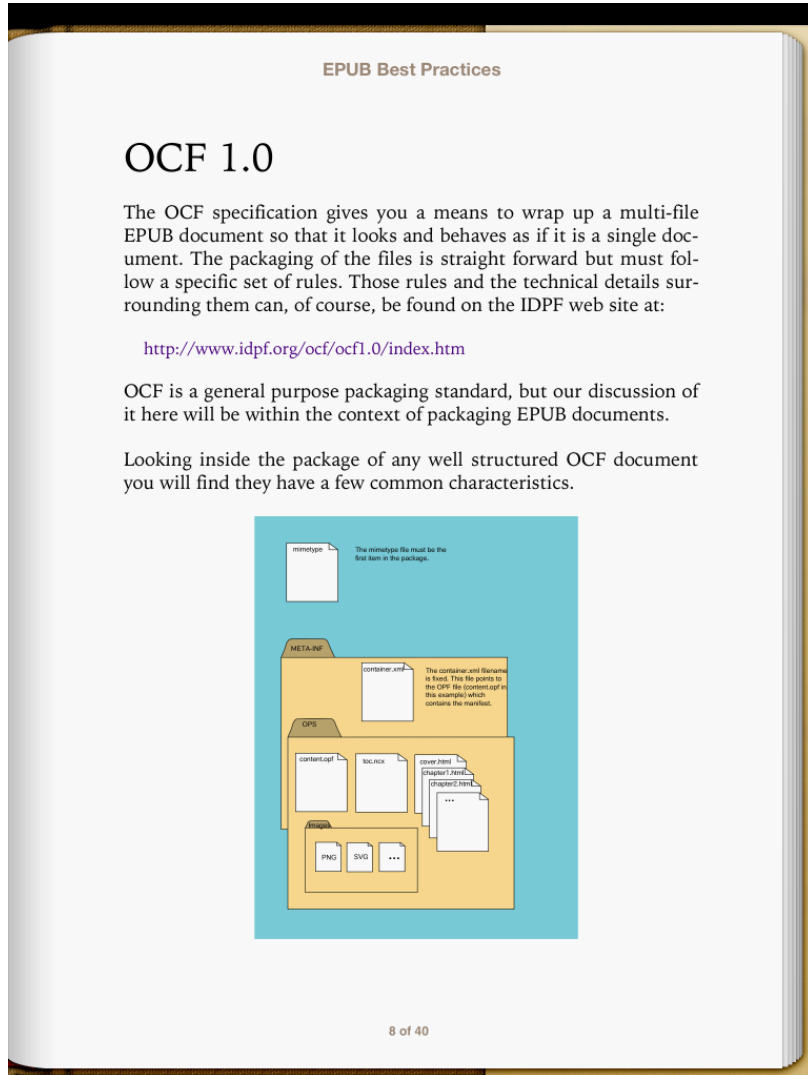 EPUB Best Practices
OCF 1.0
The OCF specification gives you a means to wrap up a multi-file
EPUB document so that it looks and behaves as if it is a single doc-
ument. The packaging of the files is straight forward but must fol-
low a specific set of rules. Those rules and the technical details sur-
rounding them can, of course, be found on the IDPF web site at:
http://www.idpf.org/ocf/ocf1.0/index.htm
OCF is a general purpose packaging standard, but our discussion of
it here will be within the context of packaging EPUB documents.
Looking inside the package of any well structured OCF document
you will find they have a few common characteristics.
mimetype
The mimetype file must be the
first item in the package.
META-INF
container.xml
The container.xml filename
is fixed. This file points to
the OPF file (content.opf in
this example) which
contains the manifest.
OPS
content.opf
toc.ncx
cover.html
chapter1.html
chapter2.html
...
Images
PNG
SVG
...
8 of 40